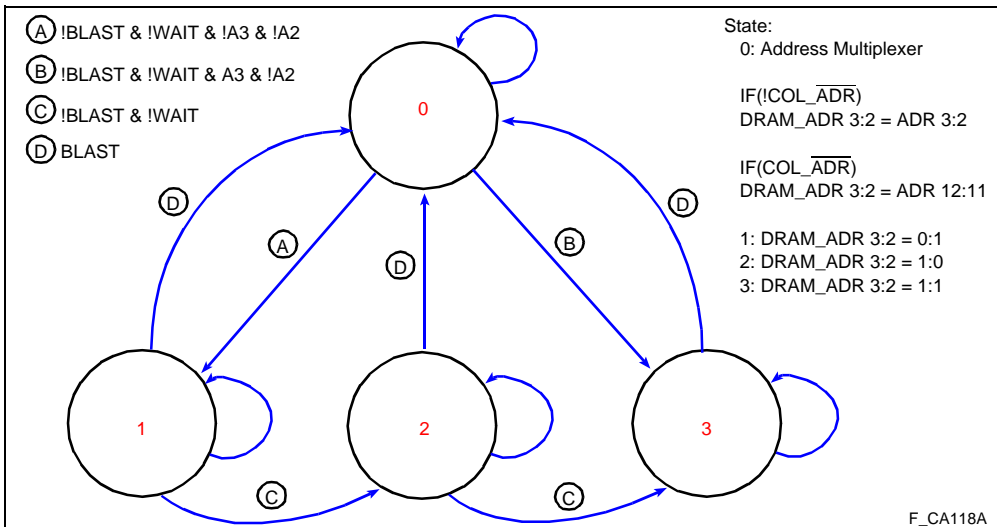 A !BLAST & !WAIT & !A3 & !A2
B !BLAST & !WAIT & A3 & !A2
C !BLAST & !WAIT
D BLAST
State:
0: Address Multiplexer
IF(!COL_A̅D̅R̅)
DRAM_ADR 3:2 = ADR 3:2
IF(COL_A̅D̅R̅)
DRAM_ADR 3:2 = ADR 12:11
1: DRAM_ADR 3:2 = 0:1
2: DRAM_ADR 3:2 = 1:0
3: DRAM_ADR 3:2 = 1:1
0
D
A
D
B
D
1
2
3
C
C
F_CA118A